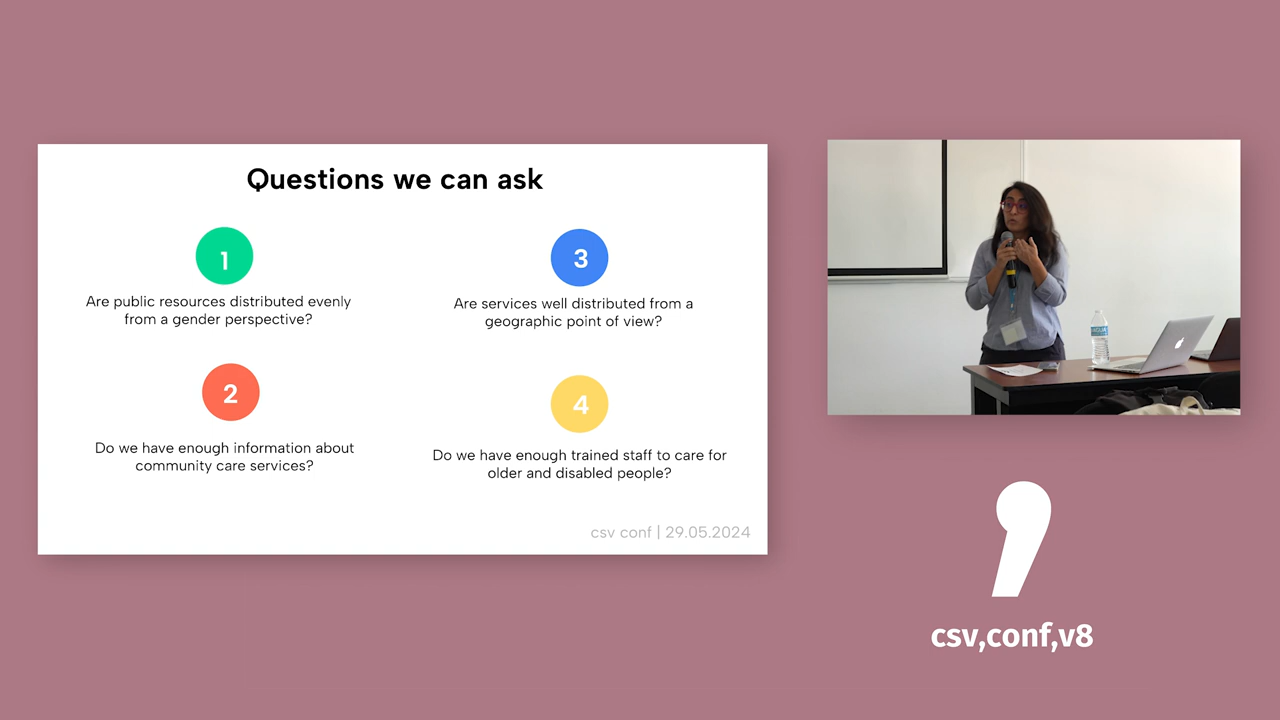 Questions we can ask
1
Are public resources distributed evenly
from a gender perspective?
2
Do we have enough information about
community care services?
3
Are services well distributed from a
geographic point of view?
4
Do we have enough trained staff to care for
older and disabled people?
csv conf | 29.05.2024
csv,conf,v8